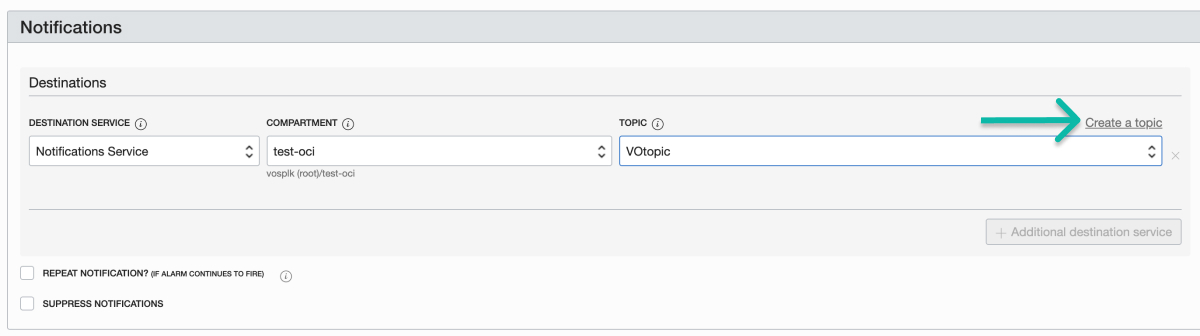 Notifications
Destinations
DESTINATION SERVICE COMPARTMENT TOPIC Create a topic
Notifications Service test-oci VOtopic
vosplk (root)/test-oci
+ Additional destination service
REPEAT NOTIFICATION? (IF ALARM CONTINUES TO FIRE)
SUPPRESS NOTIFICATIONS